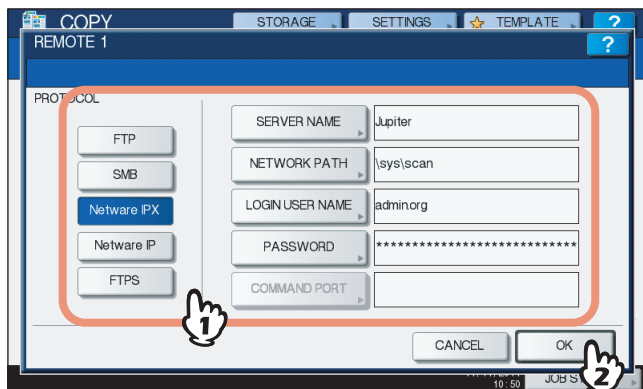 COPY
STORAGE
SETTINGS
TEMPLATE
?
REMOTE 1
?
PROTOCOL
FTP
SMB
Netware IPX
Netware IP
FTPS
SERVER NAME
Jupiter
NETWORK PATH
\sys\scan
LOGIN USER NAME
admin.org
PASSWORD
****************************
COMMAND PORT
1
CANCEL
OK
2
10:50
JOB S